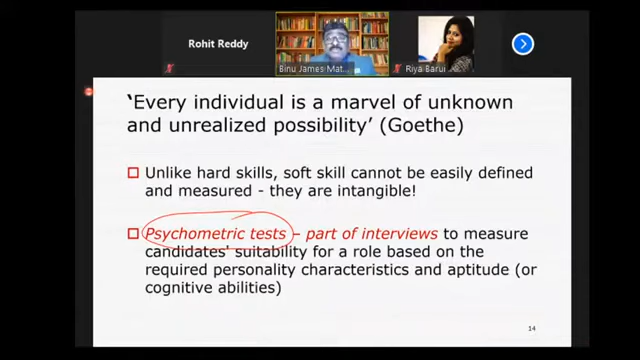 Rohit Reddy
Binu James Mat...
Riya Barui
‘Every individual is a marvel of unknown
and unrealized possibility’ (Goethe)
Unlike hard skills, soft skill cannot be easily defined
and measured - they are intangible!
Psychometric tests – part of interviews to measure
candidates' suitability for a role based on the
required personality characteristics and aptitude (or
cognitive abilities)
14